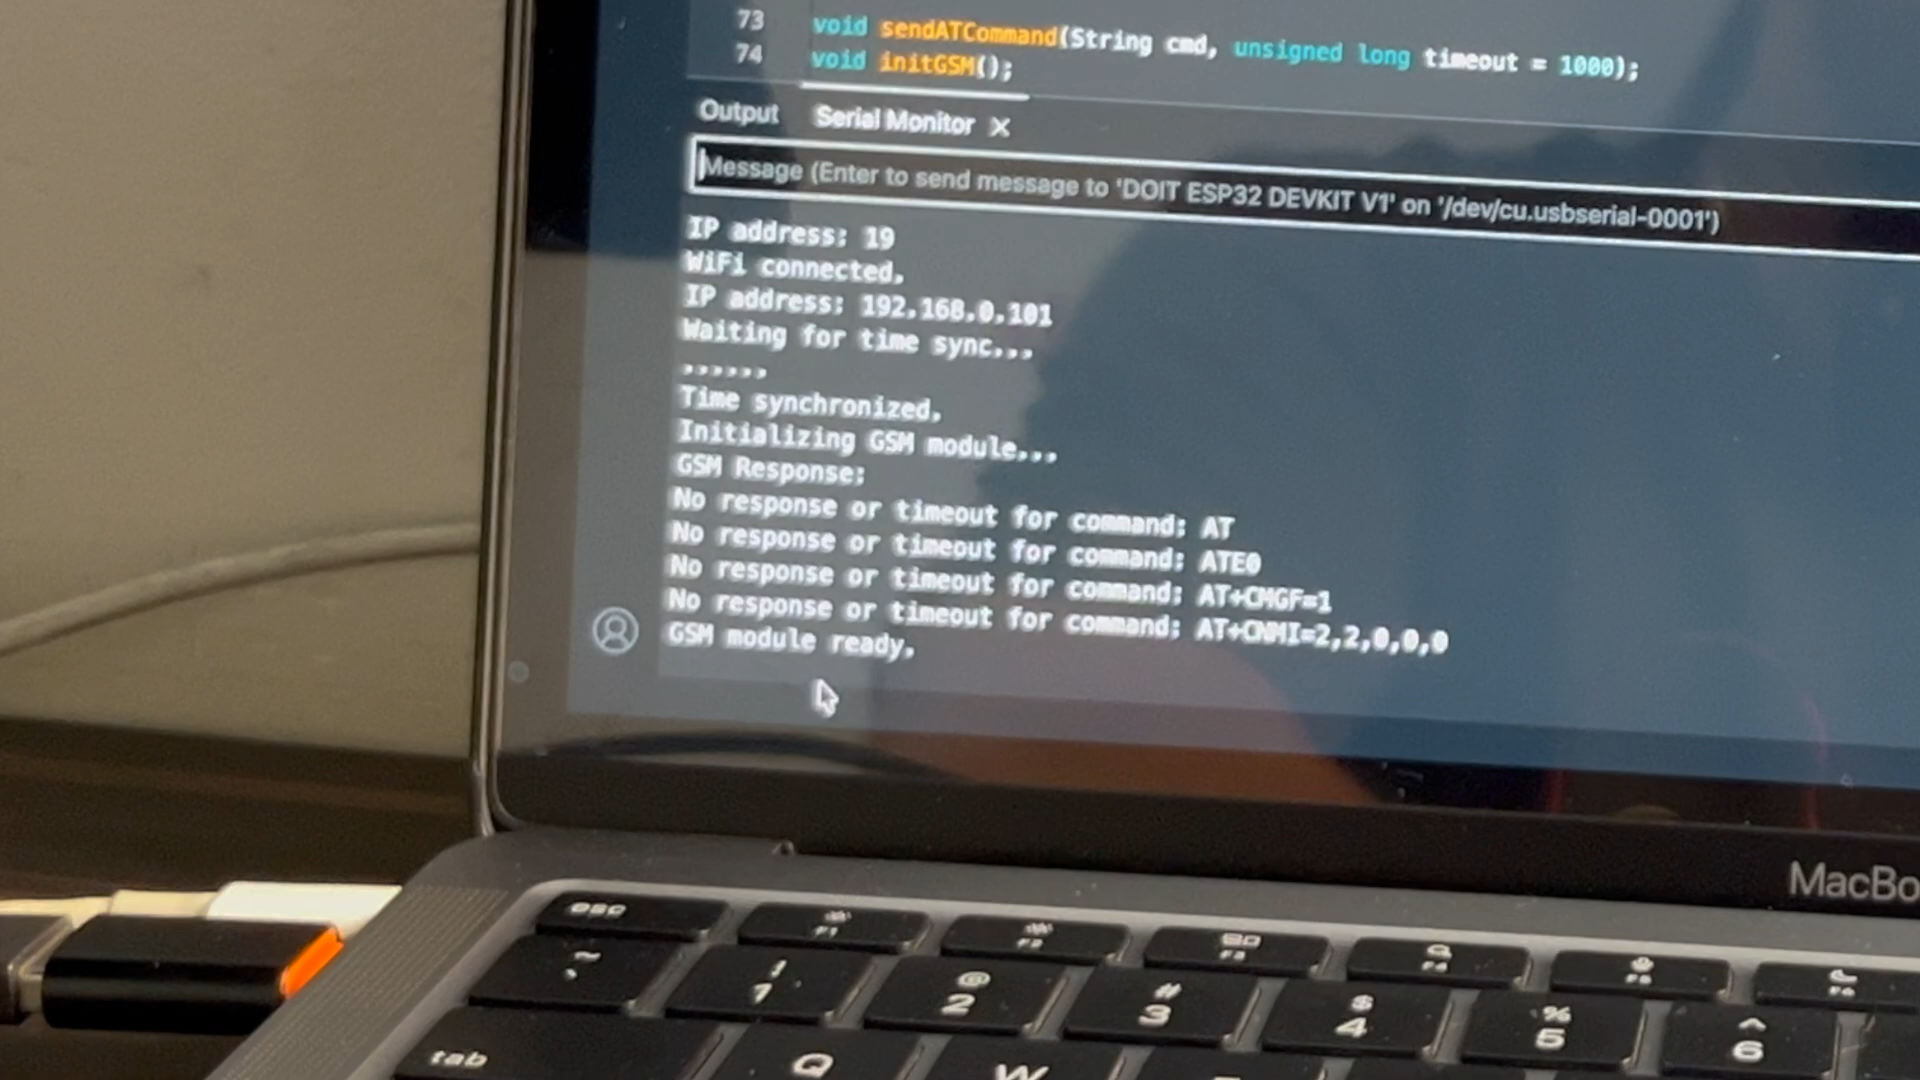 73 void sendATCommand(String cmd, unsigned long timeout = 1000);
74 void initGSM();
Output Serial Monitor ×
Message (Enter to send message to 'DOIT ESP32 DEVKIT V1' on '/dev/cu.usbserial-0001')
IP address: 19
WiFi connected.
IP address: 192.168.0.101
Waiting for time sync...
......
Time synchronized.
Initializing GSM module...
GSM Response:
No response or timeout for command: AT
No response or timeout for command: ATE0
No response or timeout for command: AT+CMGF=1
No response or timeout for command: AT+CNMI=2,2,0,0,0
GSM module ready.
MacBo
esc F1 F2 F3 F4 F5 F6
~ ! @ # $ % ^
` 1 2 3 4 5 6
tab Q W